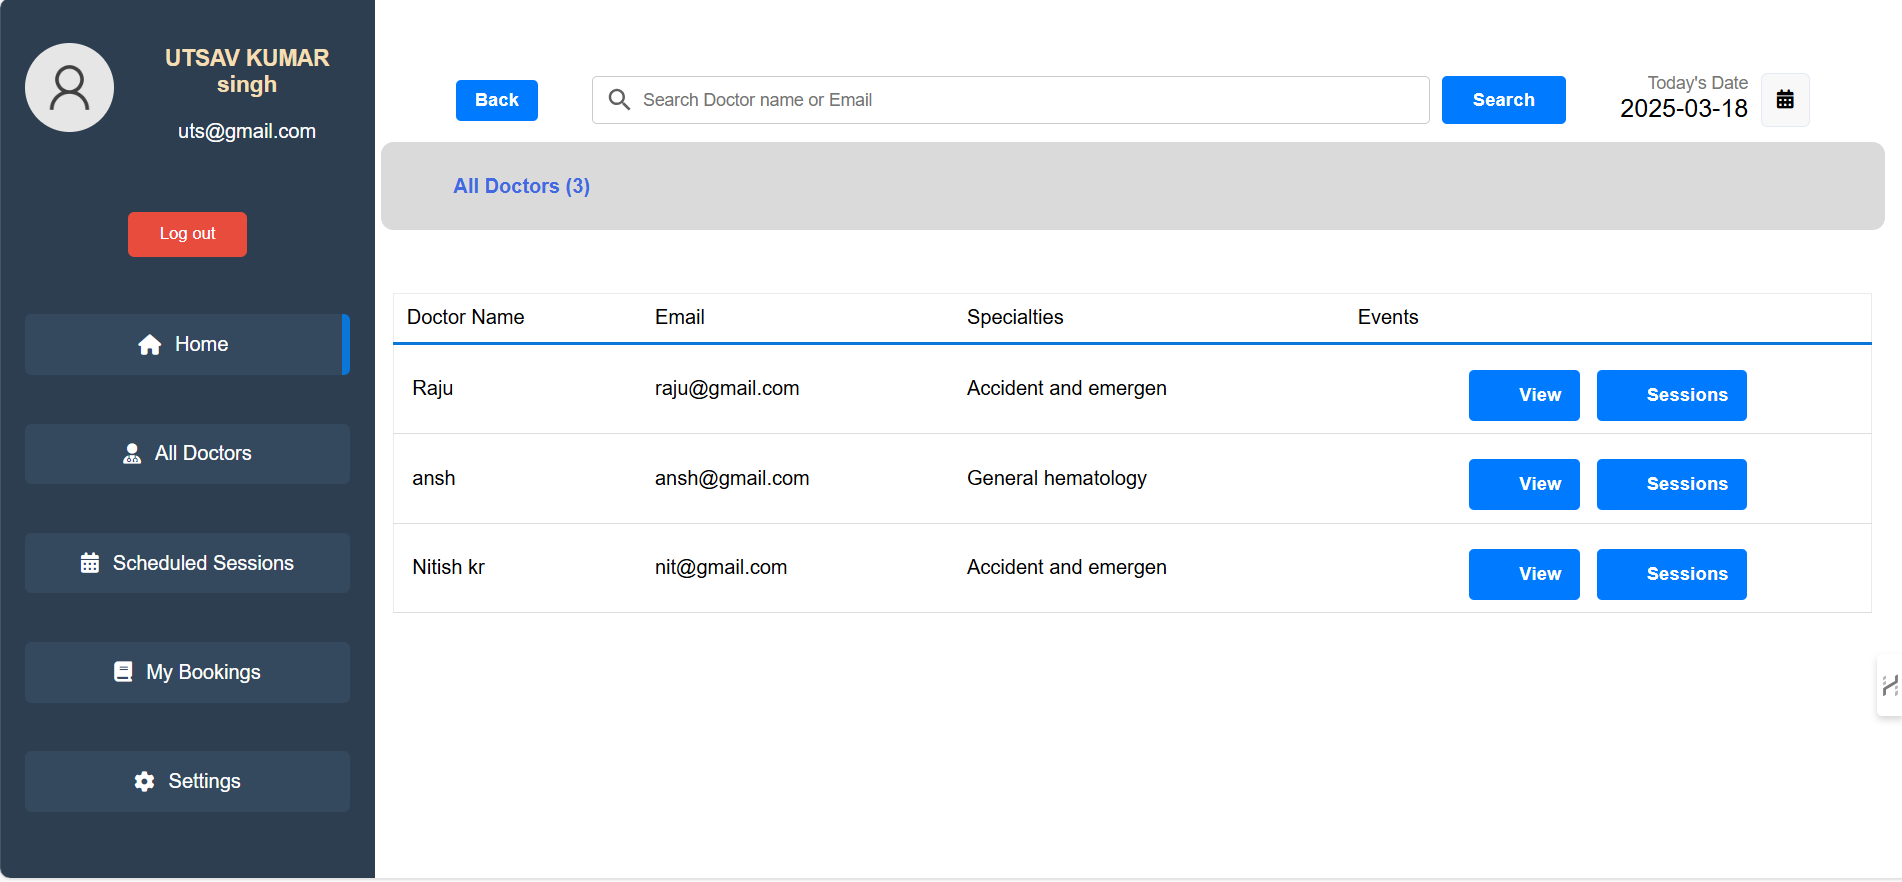 UTSAV KUMAR
singh
uts@gmail.com
Log out
Home
All Doctors
Scheduled Sessions
My Bookings
Settings
Back
Search Doctor name or Email
Search
Today's Date
2025-03-18
All Doctors (3)
Doctor Name Email Specialties Events
Raju raju@gmail.com Accident and emergen View Sessions
ansh ansh@gmail.com General hematology View Sessions
Nitish kr nit@gmail.com Accident and emergen View Sessions